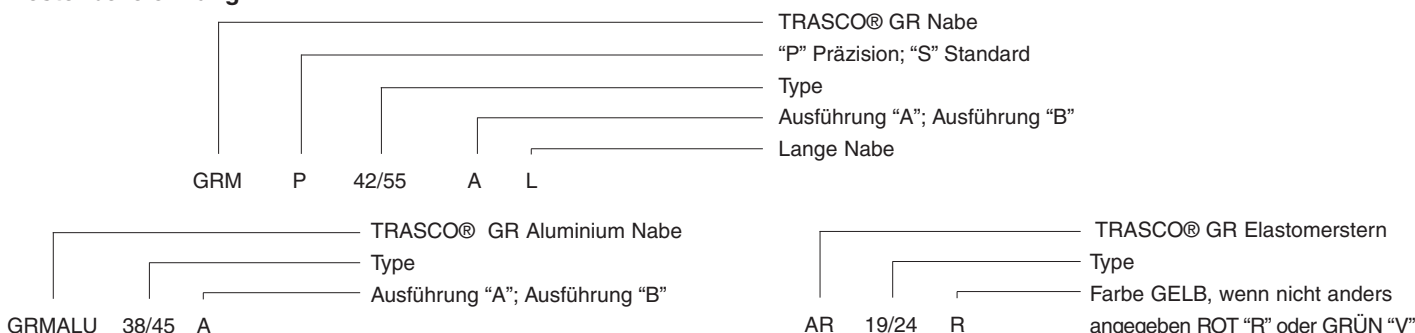 TRASCO® GR Nabe
“P” Präzision; “S” Standard
Type
Ausführung “A”; Ausführung “B”
Lange Nabe
GRM P 42/55 A L
TRASCO® GR Aluminium Nabe
Type
Ausführung “A”; Ausführung “B”
GRMALU 38/45 A
TRASCO® GR Elastomerstern
Type
Farbe GELB, wenn nicht anders
angegeben ROT “R” oder GRÜN “V”
AR 19/24 R